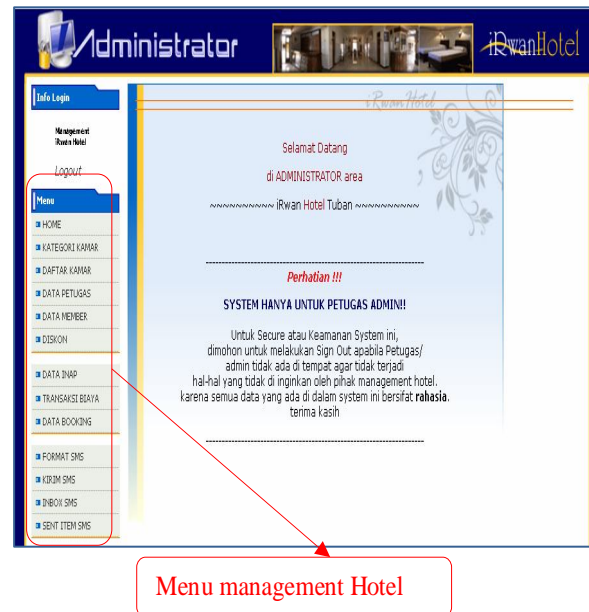 Administrator
iRwanHotel
Info Login
Management
iRwan Hotel
Logout
Menu
HOME
KATEGORI KAMAR
DAFTAR KAMAR
DATA PETUGAS
DATA MEMBER
DISKON
DATA INAP
TRANSAKSI BIAYA
DATA BOOKING
FORMAT SMS
KIRIM SMS
INBOX SMS
SENT ITEM SMS
iRwan Hotel
Selamat Datang
di ADMINISTRATOR area
~~~~~~~~~~ iRwan Hotel Tuban ~~~~~~~~~~
Perhatian !!!
SYSTEM HANYA UNTUK PETUGAS ADMIN!!
Untuk Secure atau Keamanan System ini,
dimohon untuk melakukan Sign Out apabila Petugas/
admin tidak ada di tempat agar tidak terjadi
hal-hal yang tidak di inginkan oleh pihak management hotel.
karena semua data yang ada di dalam system ini bersifat rahasia.
terima kasih
Menu management Hotel